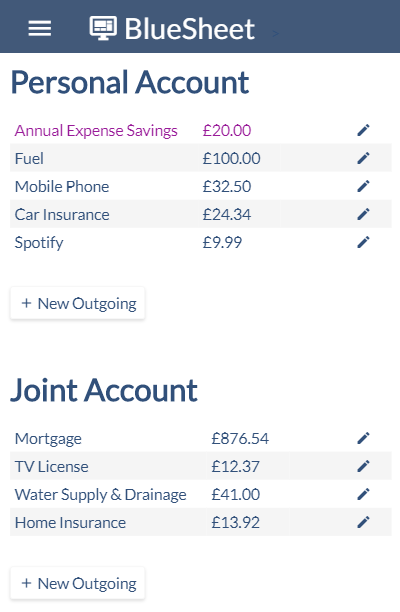 BlueSheet
Personal Account
Annual Expense Savings £20.00
Fuel £100.00
Mobile Phone £32.50
Car Insurance £24.34
Spotify £9.99
+ New Outgoing
Joint Account
Mortgage £876.54
TV License £12.37
Water Supply & Drainage £41.00
Home Insurance £13.92
+ New Outgoing